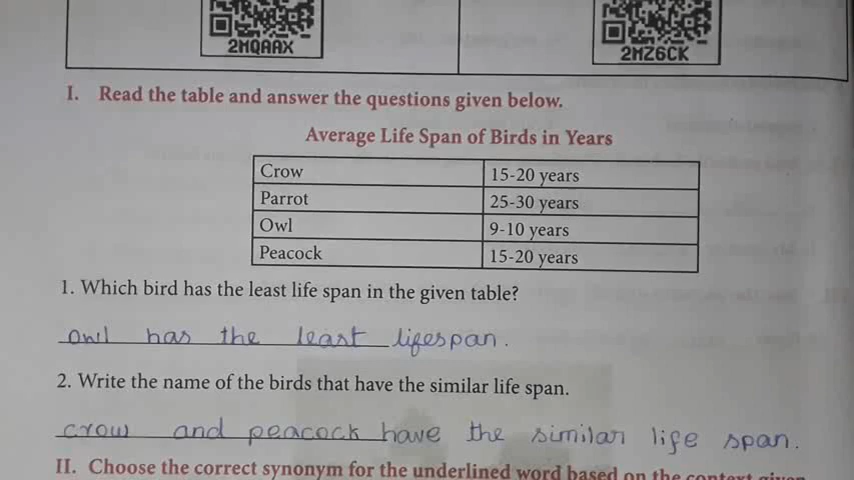 2MQAAX
2MZ6CK
I. Read the table and answer the questions given below.
Average Life Span of Birds in Years
Crow 15-20 years
Parrot 25-30 years
Owl 9-10 years
Peacock 15-20 years
1. Which bird has the least life span in the given table?
owl has the least lifespan.
2. Write the name of the birds that have the similar life span.
crow and peacock have the similar life span.
II. Choose the correct synonym for the underlined word based on the context given